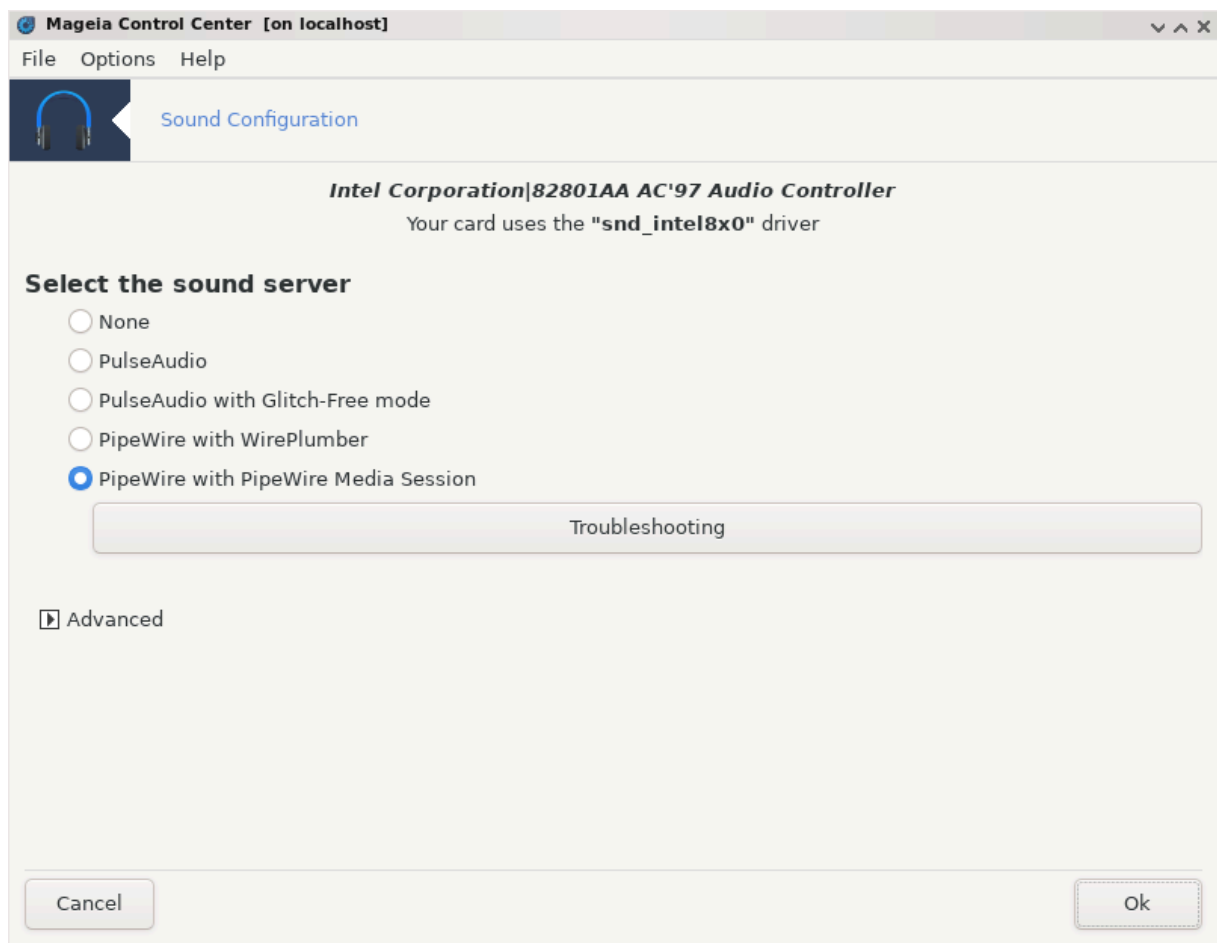 Mageia Control Center [on localhost]
File Options Help
Sound Configuration
Intel Corporation|82801AA AC'97 Audio Controller
Your card uses the "snd_intel8x0" driver
Select the sound server
None
PulseAudio
PulseAudio with Glitch-Free mode
PipeWire with WirePlumber
PipeWire with PipeWire Media Session
Troubleshooting
Advanced
Cancel Ok